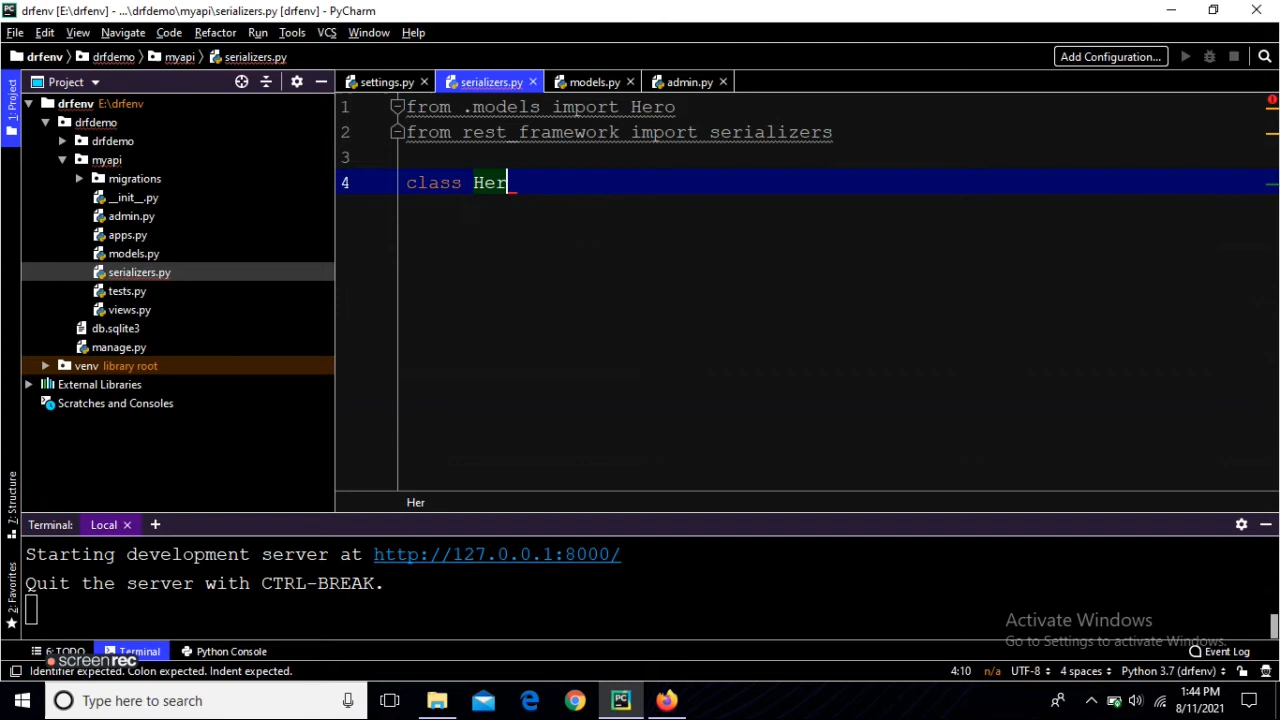 PC drfenv [E:\drfenv] - ...\drfdemo\myapi\serializers.py [drfenv] - PyCharm
File Edit View Navigate Code Refactor Run Tools VCS Window Help
drfenv drfdemo myapi serializers.py Add Configuration...
1: Project
Project
settings.py serializers.py models.py admin.py
drfenv E:\drfenv
drfdemo
drfdemo
myapi
migrations
__init__.py
admin.py
apps.py
models.py
serializers.py
tests.py
views.py
db.sqlite3
manage.py
venv library root
External Libraries
Scratches and Consoles
1 from .models import Hero
2 from rest_framework import serializers
3
4 class Her
Her
7: Structure
2: Favorites
Terminal: Local +
Starting development server at http://127.0.0.1:8000/
Quit the server with CTRL-BREAK.
Activate Windows
Go to Settings to activate Windows.
6: TODO Terminal Python Console Event Log
screenrec
Identifier expected. Colon expected. Indent expected. 4:10 n/a UTF-8 4 spaces Python 3.7 (drfenv)
Type here to search
1:44 PM
8/11/2021